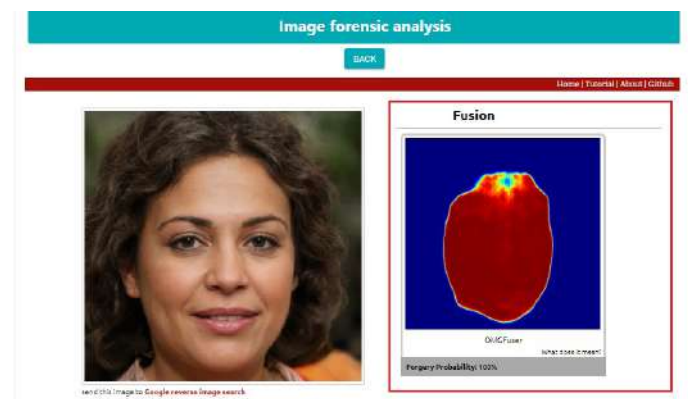 Image forensic analysis
BACK
Home | Tutorial | About | Github
Fusion
OMGFuser
What does it mean?
Forgery Probability: 100%
send this image to Google reverse image search